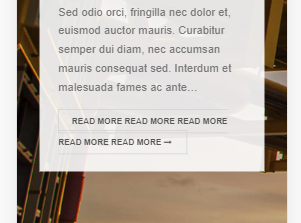 Sed odio orci, fringilla nec dolor et,
euismod auctor mauris. Curabitur
semper dui diam, nec accumsan
mauris consequat sed. Interdum et
malesuada fames ac ante…
READ MORE READ MORE READ MORE
READ MORE READ MORE →